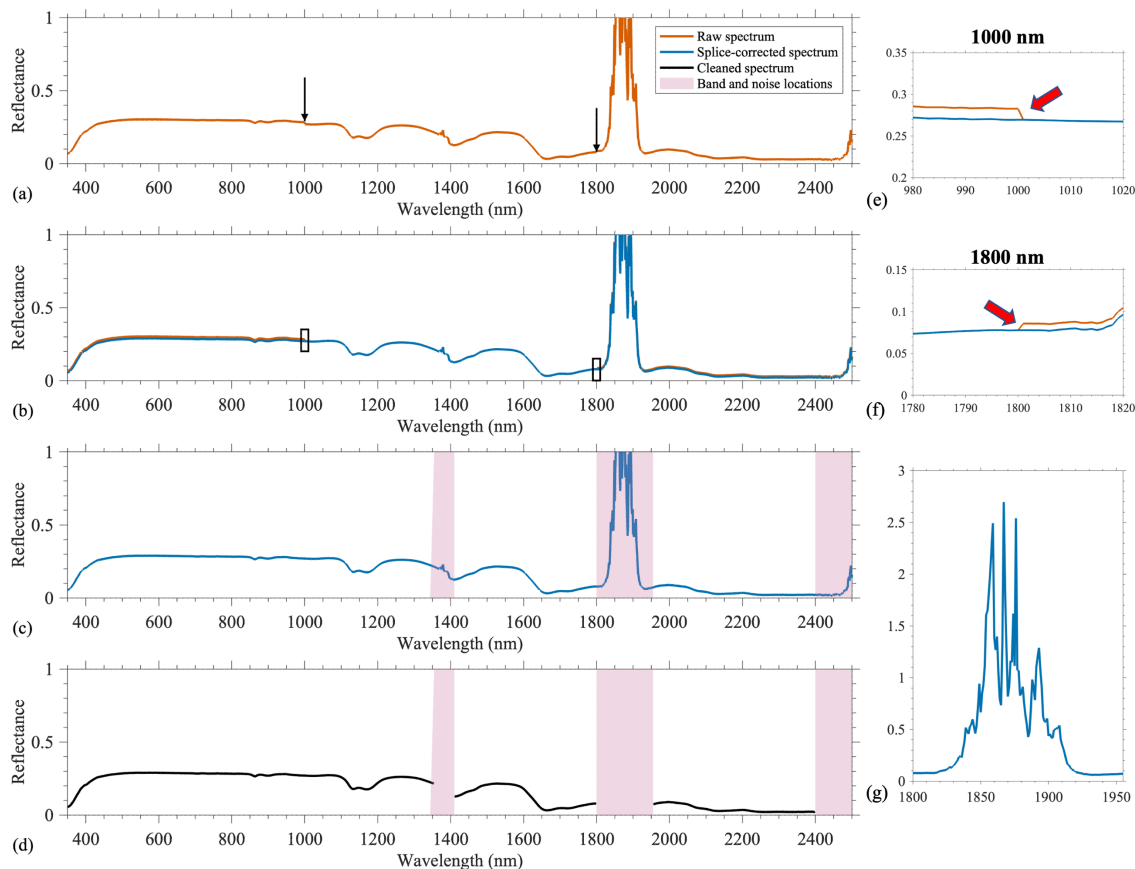 1
0.5
0
Reflectance
Raw spectrum
Splice-corrected spectrum
Cleaned spectrum
Band and noise locations
400 600 800 1000 1200 1400 1600 1800 2000 2200 2400
Wavelength (nm)
(a)
1
0.5
0
Reflectance
400 600 800 1000 1200 1400 1600 1800 2000 2200 2400
Wavelength (nm)
(b)
1
0.5
0
Reflectance
400 600 800 1000 1200 1400 1600 1800 2000 2200 2400
Wavelength (nm)
(c)
1
0.5
0
Reflectance
400 600 800 1000 1200 1400 1600 1800 2000 2200 2400
Wavelength (nm)
(d)
1000 nm
0.35
0.3
0.25
0.2
980 990 1000 1010 1020
(e)
1800 nm
0.15
0.1
0.05
0
1780 1790 1800 1810 1820
(f)
3
2.5
2
1.5
1
0.5
0
1800 1850 1900 1950
(g)